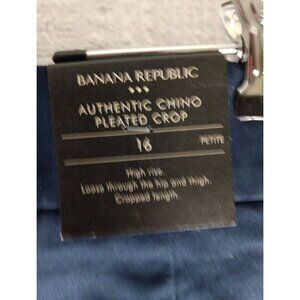 BANANA REPUBLIC
AUTHENTIC CHINO
PLEATED CROP
16
PETITE
High rise.
Loose through the hip and thigh.
Cropped length.